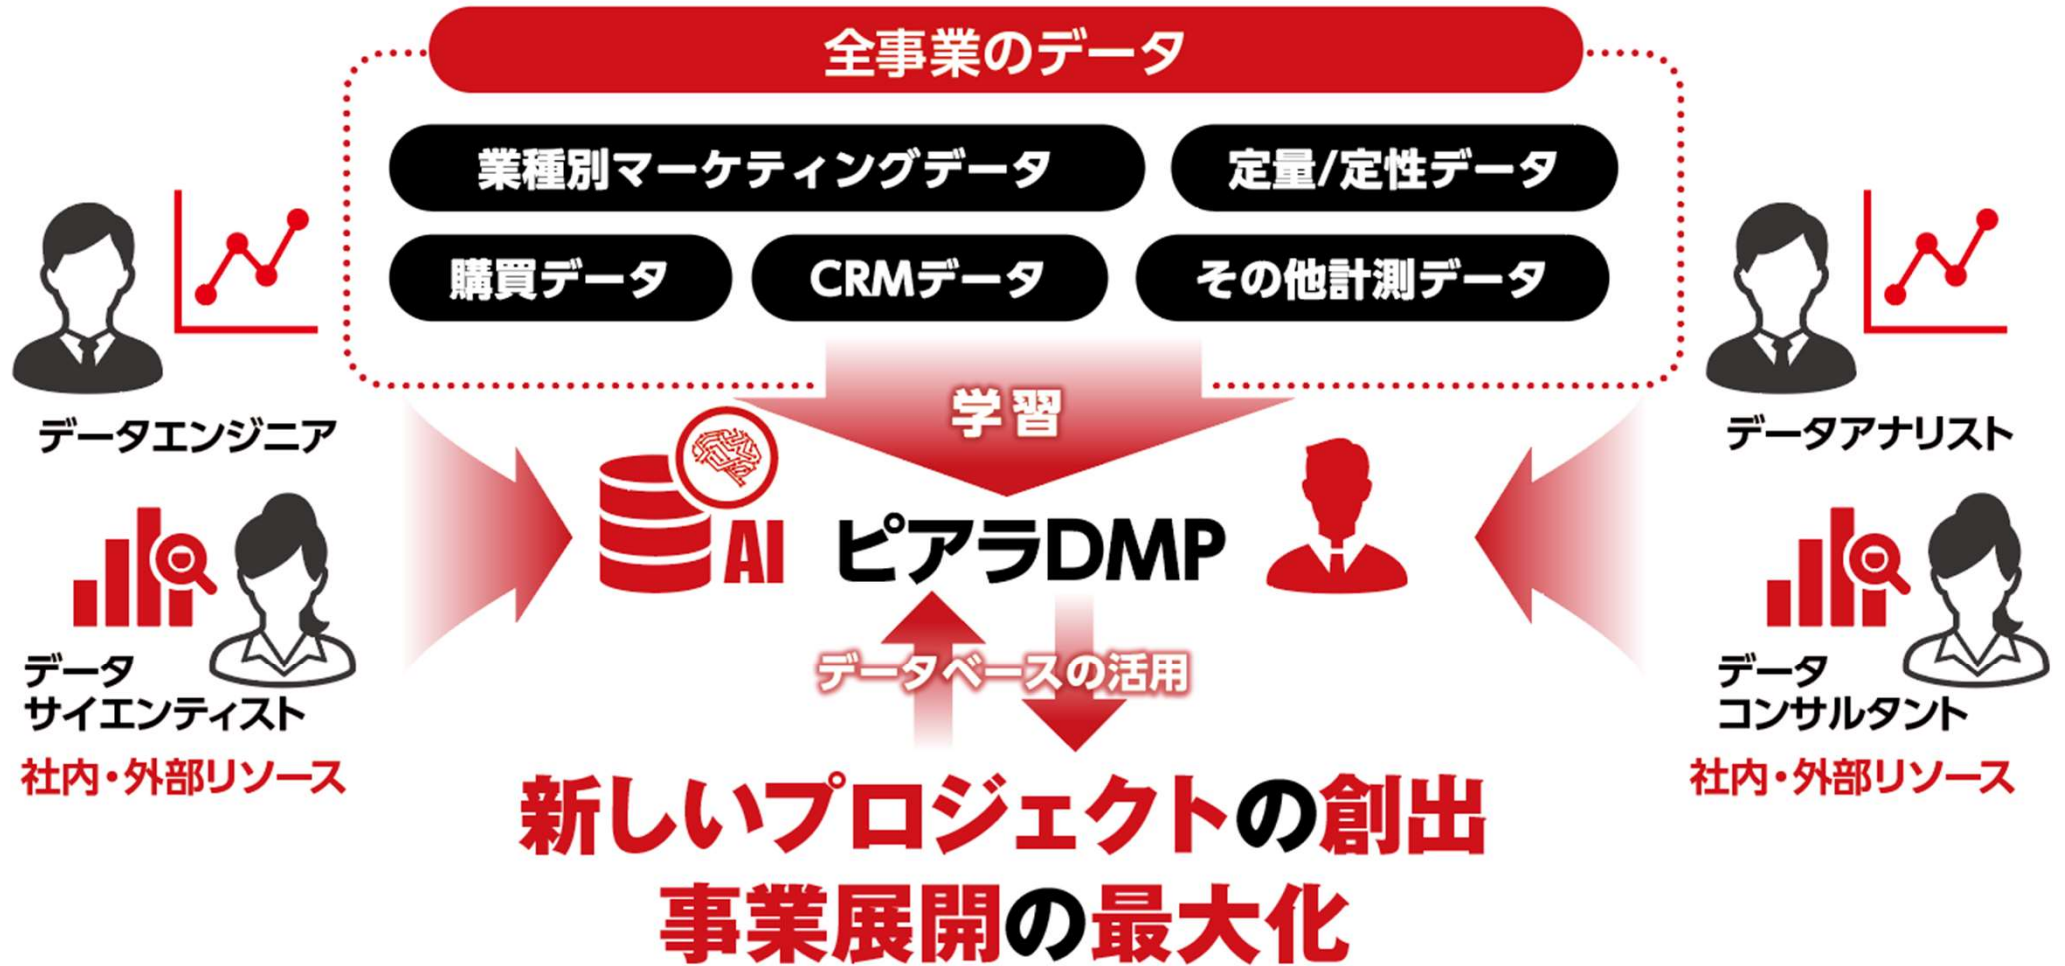 全事業のデータ
業種別マーケティングデータ
定量/定性データ
購買データ
CRMデータ
その他計測データ
学習
データエンジニア
データ
サイエンティスト
社内・外部リソース
AI
ピアラDMP
データアナリスト
データ
コンサルタント
社内・外部リソース
データベースの活用
新しいプロジェクトの創出
事業展開の最大化